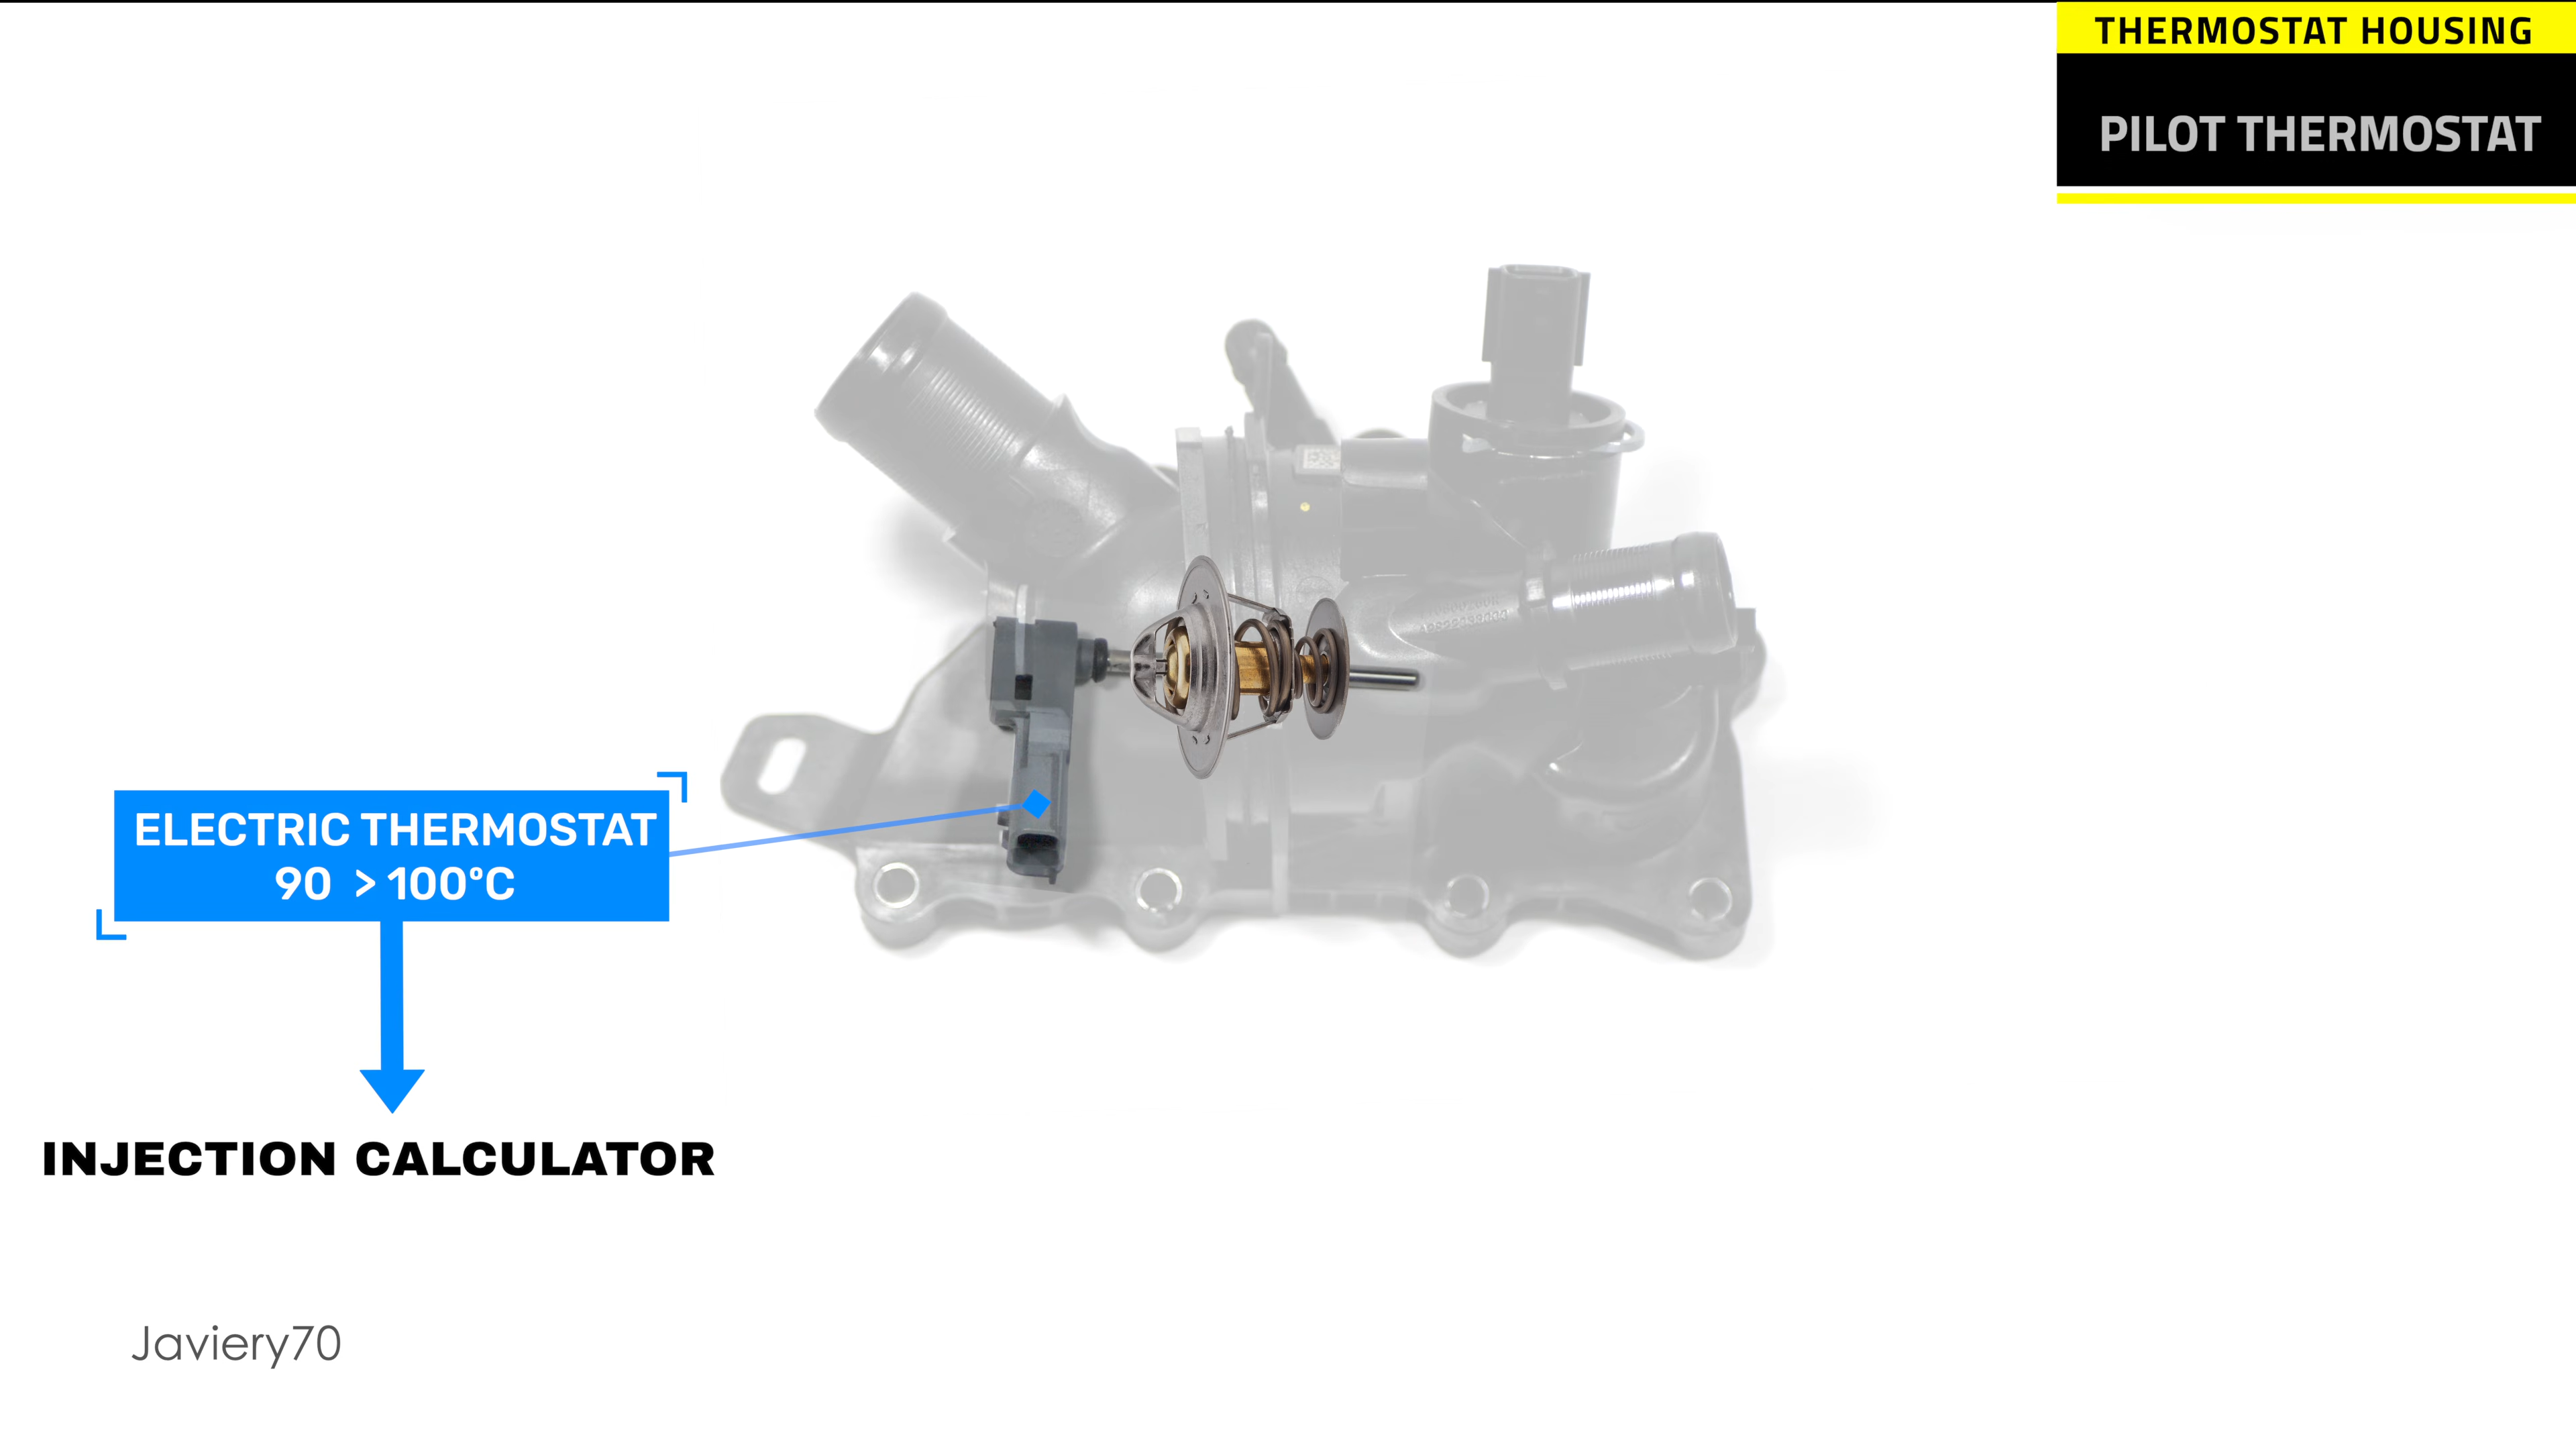 THERMOSTAT HOUSING
PILOT THERMOSTAT
ELECTRIC THERMOSTAT
90 > 100°C
INJECTION CALCULATOR
Javiery70